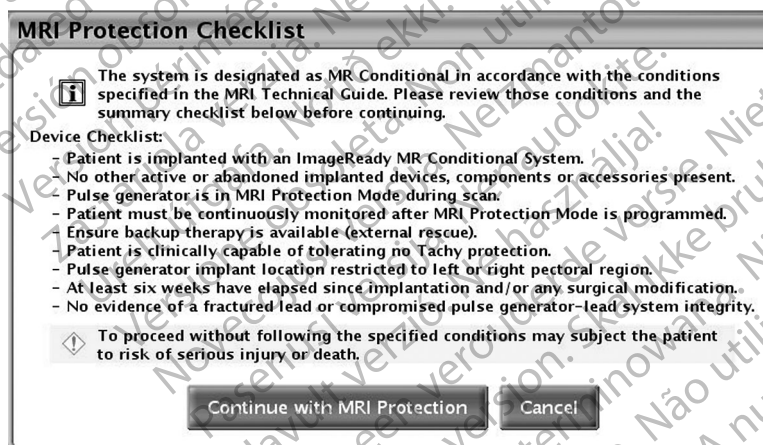 MRI Protection Checklist
The system is designated as MR Conditional in accordance with the conditions
specified in the MRI Technical Guide. Please review those conditions and the
summary checklist below before continuing.
Device Checklist:
- Patient is implanted with an ImageReady MR Conditional System.
- No other active or abandoned implanted devices, components or accessories present.
- Pulse generator is in MRI Protection Mode during scan.
- Patient must be continuously monitored after MRI Protection Mode is programmed.
- Ensure backup therapy is available (external rescue).
- Patient is clinically capable of tolerating no Tachy protection.
- Pulse generator implant location restricted to left or right pectoral region.
- At least six weeks have elapsed since implantation and/or any surgical modification.
- No evidence of a fractured lead or compromised pulse generator-lead system integrity.
To proceed without following the specified conditions may subject the patient
to risk of serious injury or death.
Continue with MRI Protection
Cancel